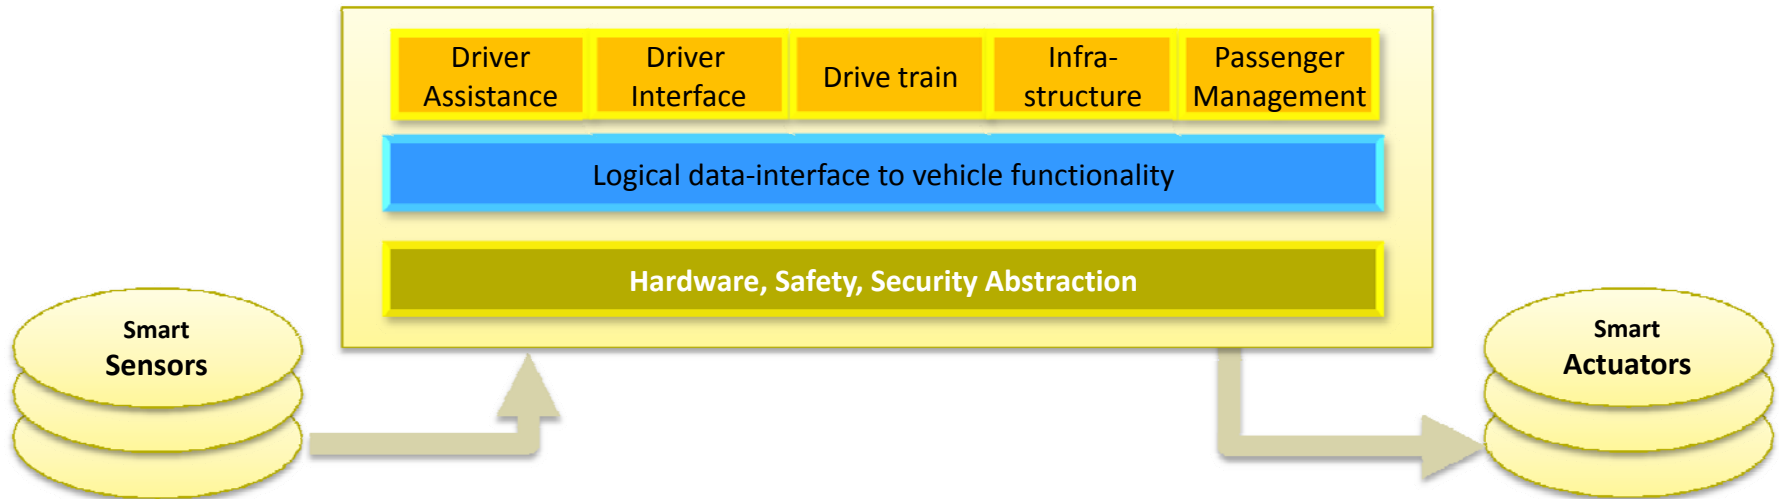 Driver
Assistance
Driver
Interface
Drive train
Infra-
structure
Passenger
Management
Logical data-interface to vehicle functionality
Hardware, Safety, Security Abstraction
Smart
Sensors
Smart
Actuators